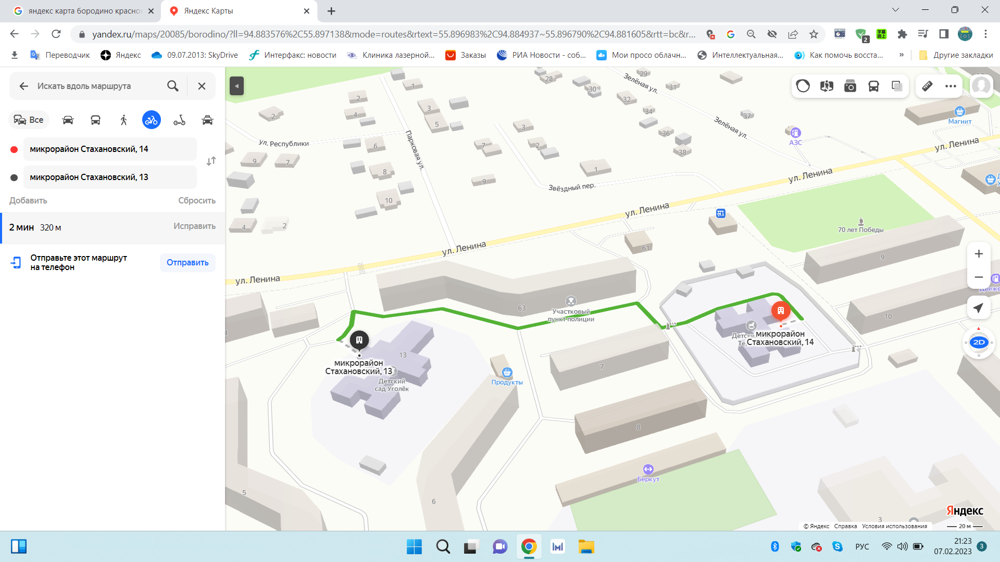 яндекс карта бородино красноя
Яндекс Карты
yandex.ru/maps/20085/borodino/?ll=94.883576%2C55.897138&mode=routes&rtext=55.896983%2C94.884937~55.896790%2C94.881605&rtt=bc&r...
2
Переводчик
Яндекс
09.07.2013: SkyDrive
Интерфакс: новости
Клиника лазерной...
Заказы
РИА Новости - соб...
Мои просо облачн...
Интеллектуальная...
Как помочь восста...
»
Другие закладки
Искать вдоль маршрута
Все
микрорайон Стахановский, 14
микрорайон Стахановский, 13
Добавить
Сбросить
2 мин 320 м
Исправить
Отправьте этот маршрут
на телефон
Отправить
1
28
29
30
31
Зелёная ул.
2
3
32
2
4
5
34
37
Зелёная ул.
Магнит
3
36
АЗС
ул. Республики
6
7
2
38
ул. Ленина
Парковая ул.
9
7
8
1
ул. Ленина
9
Звёздный пер.
10
ул. Ленина
4
2
70 лет Победы
ул. Ленина
61
9
ул. Ленина
Движе
63
Участковый
пункт полиции
10
4
микрорайон
Стахановский, 14
13
микрорайон
Стахановский, 13
Детский
сад Уголёк
Продукты
7
8
Беркут
5
6
3
2D
Яндекс
© Яндекс Справка Условия использования
20 м
РУС
21:23
07.02.2023
3